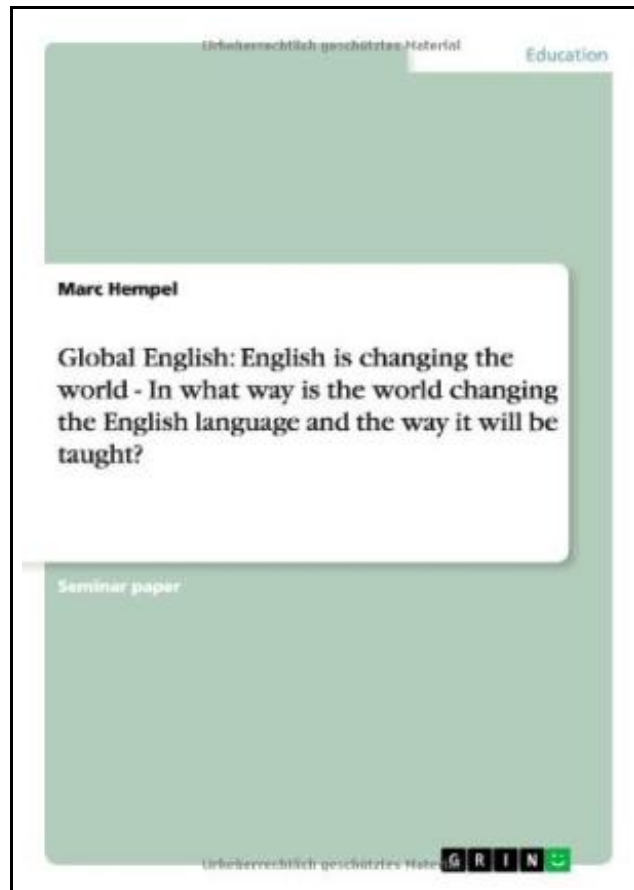 Urheberrechtlich geschütztes Material
Education
Marc Hempel
Global English: English is changing the
world - In what way is the world changing
the English language and the way it will be
taught?
Seminar paper
Urheberrechtlich geschütztes Mate
GRIN